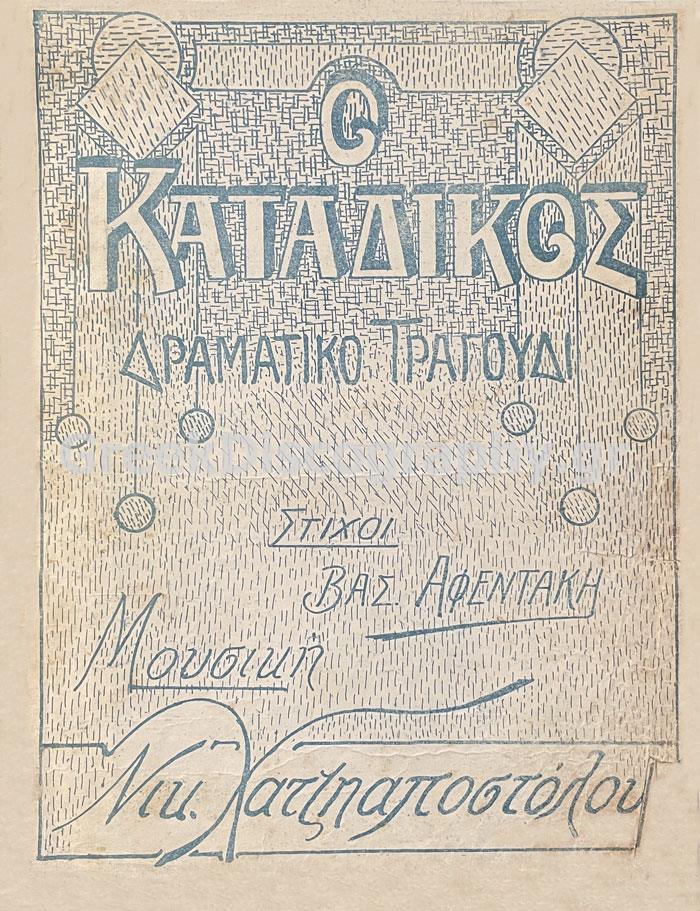 Ο
ΚΑΤΑΔΙΚΟΣ
ΔΡΑΜΑΤΙΚΟ ΤΡΑΓΟΥΔΙ
GreekDiscography.gr
ΣΤΙΧΟΙ
ΒΑΣ. ΑΦΕΝΤΑΚΗ
Μουσική
Νικ. Χατζηαποστόλου